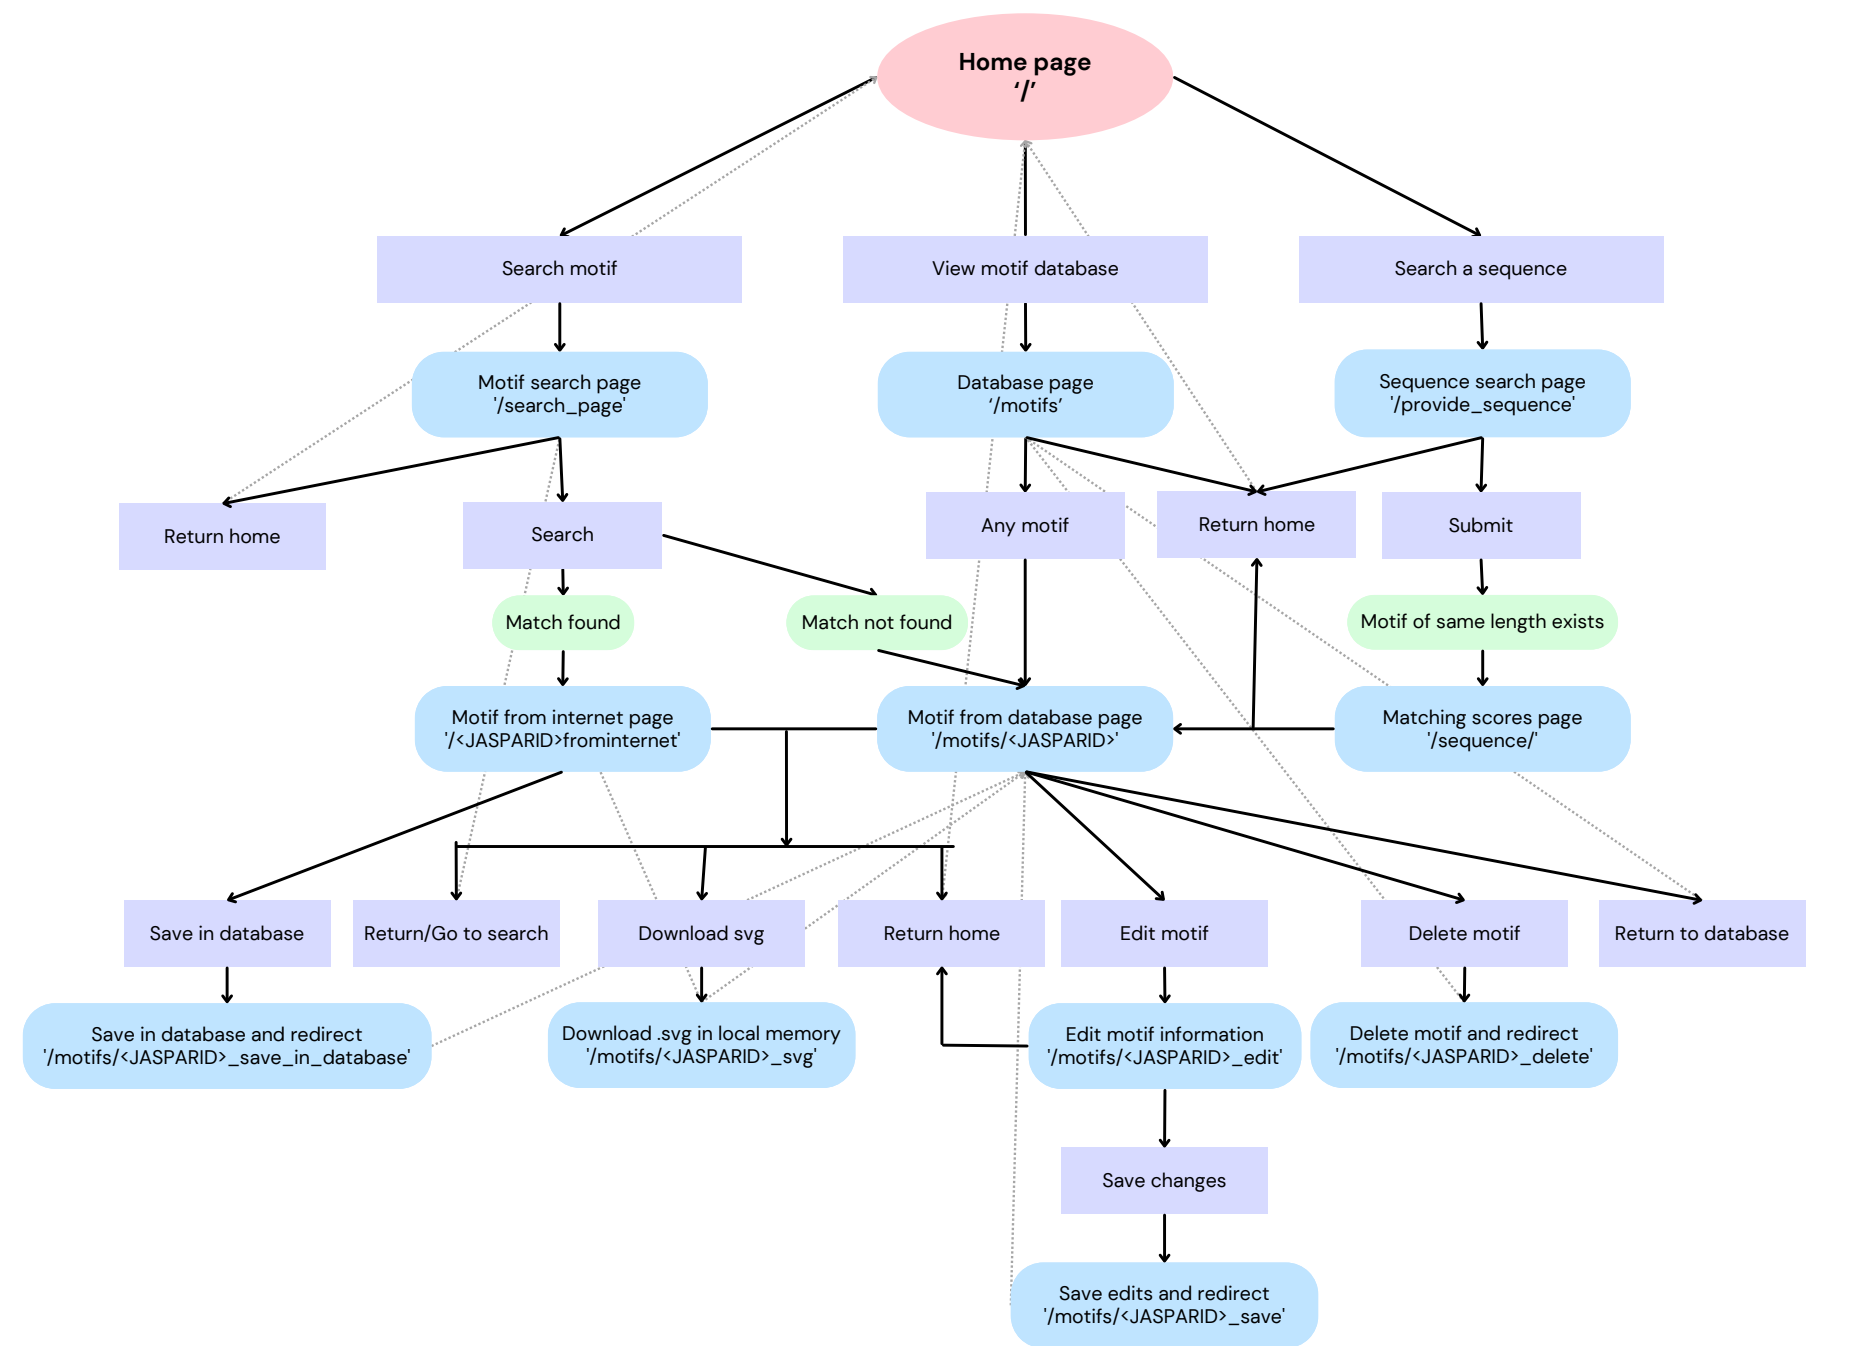 Home page
‘/’
Search motif
View motif database
Search a sequence
Motif search page
'/search_page'
Database page
‘/motifs’
Sequence search page
'/provide_sequence'
Return home
Search
Any motif
Return home
Submit
Match found
Match not found
Motif of same length exists
Motif from internet page
'/<JASPARID>frominternet'
Motif from database page
'/motifs/<JASPARID>'
Matching scores page
'/sequence/'
Save in database
Return/Go to search
Download svg
Return home
Edit motif
Delete motif
Return to database
Save in database and redirect
'/motifs/<JASPARID>_save_in_database'
Download .svg in local memory
'/motifs/<JASPARID>_svg'
Edit motif information
'/motifs/<JASPARID>_edit'
Delete motif and redirect
'/motifs/<JASPARID>_delete'
Save changes
Save edits and redirect
'/motifs/<JASPARID>_save'